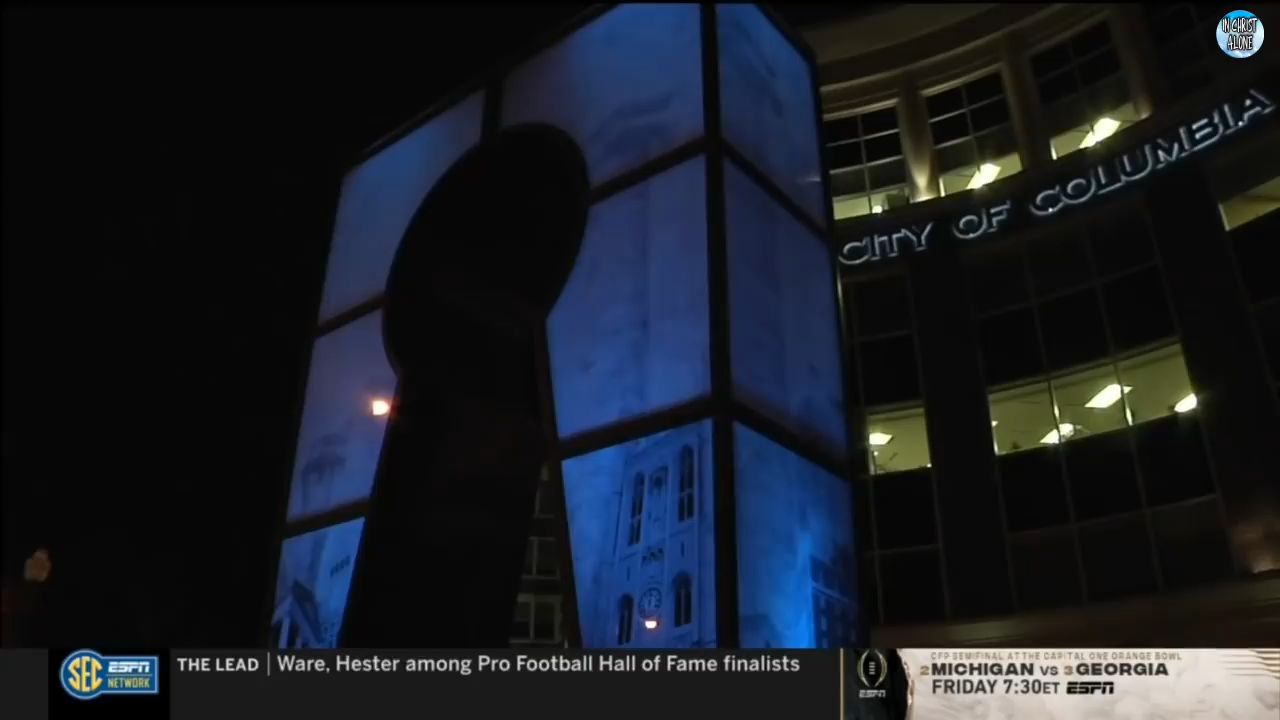 IN CHRIST
ALONE
CITY OF COLUMBIA
SEC ESPN
NETWORK
THE LEAD | Ware, Hester among Pro Football Hall of Fame finalists
ESPN
CFP SEMIFINAL AT THE CAPITAL ONE ORANGE BOWL
2 MICHIGAN VS 3 GEORGIA
FRIDAY 7:30ET ESPN